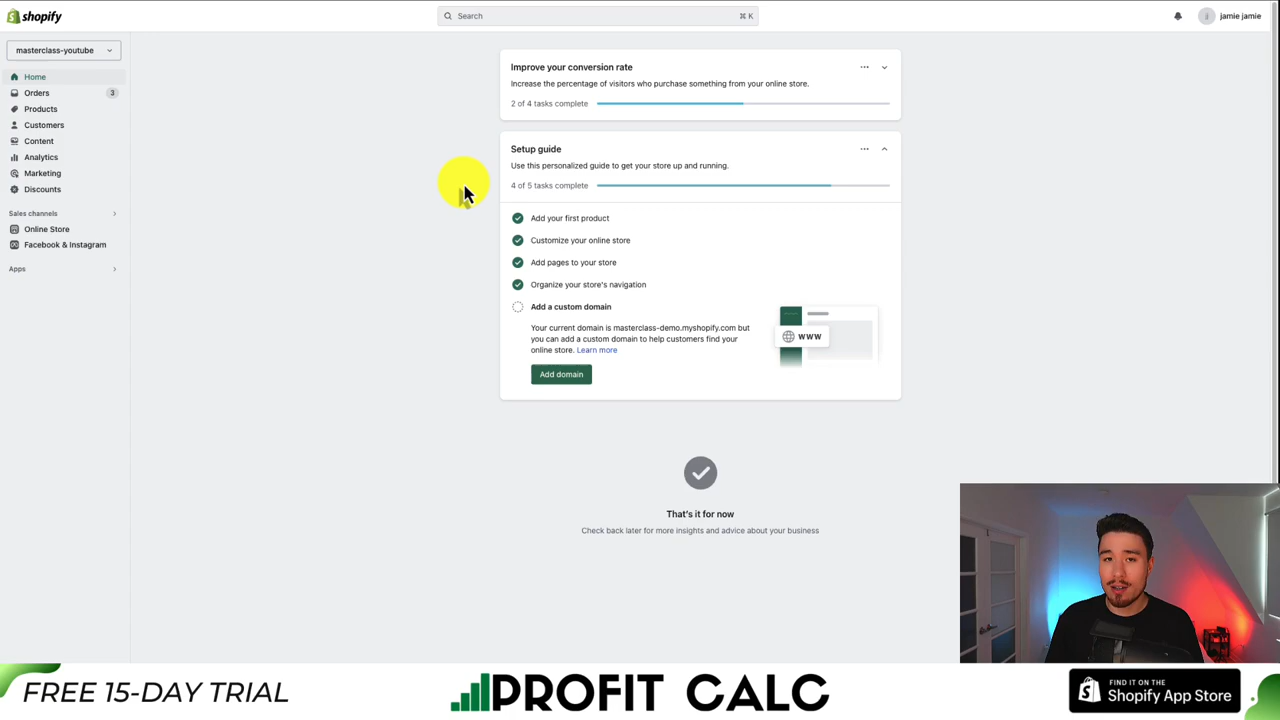 shopify
Search
⌘ K
jamie jamie
masterclass-youtube
Home
Orders
3
Products
Customers
Content
Analytics
Marketing
Discounts
Sales channels
Online Store
Facebook & Instagram
Apps
Improve your conversion rate
Increase the percentage of visitors who purchase something from your online store.
2 of 4 tasks complete
Setup guide
Use this personalized guide to get your store up and running.
4 of 5 tasks complete
Add your first product
Customize your online store
Add pages to your store
Organize your store's navigation
Add a custom domain
Your current domain is masterclass-demo.myshopify.com but
you can add a custom domain to help customers find your
online store. Learn more
www
Add domain
That's it for now
Check back later for more insights and advice about your business
FREE 15-DAY TRIAL
PROFIT CALC
FIND IT ON THE
Shopify App Store